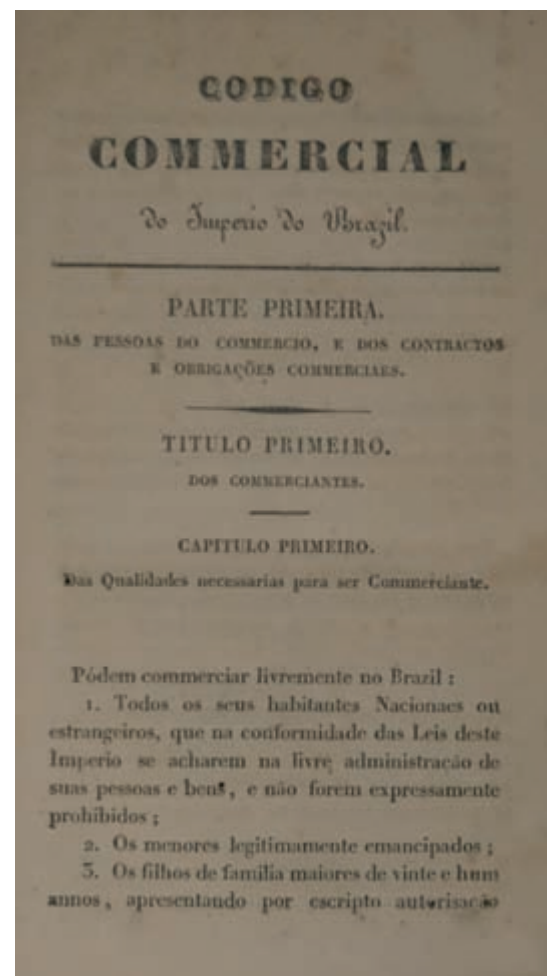 CODIGO
COMMERCIAL
do Imperio do Brazil.
PARTE PRIMEIRA.
DAS PESSOAS DO COMMERCIO, E DOS CONTRACTOS
E OBRIGAÇÕES COMMERCIAES.
TITULO PRIMEIRO.
DOS COMMERCIANTES.
CAPITULO PRIMEIRO.
Das Qualidades necessarias para ser Commerciante.
Pódem commerciar livremente no Brazil :
1. Todos os seus habitantes Nacionaes ou
estrangeiros, que na conformidade das Leis deste
Imperio se acharem na livre administração de
suas pessoas e bens, e não forem expressamente
prohibidos ;
2. Os menores legitimamente emancipados ;
3. Os filhos de familia maiores de vinte e hum
annos, apresentando por escripto autorisação